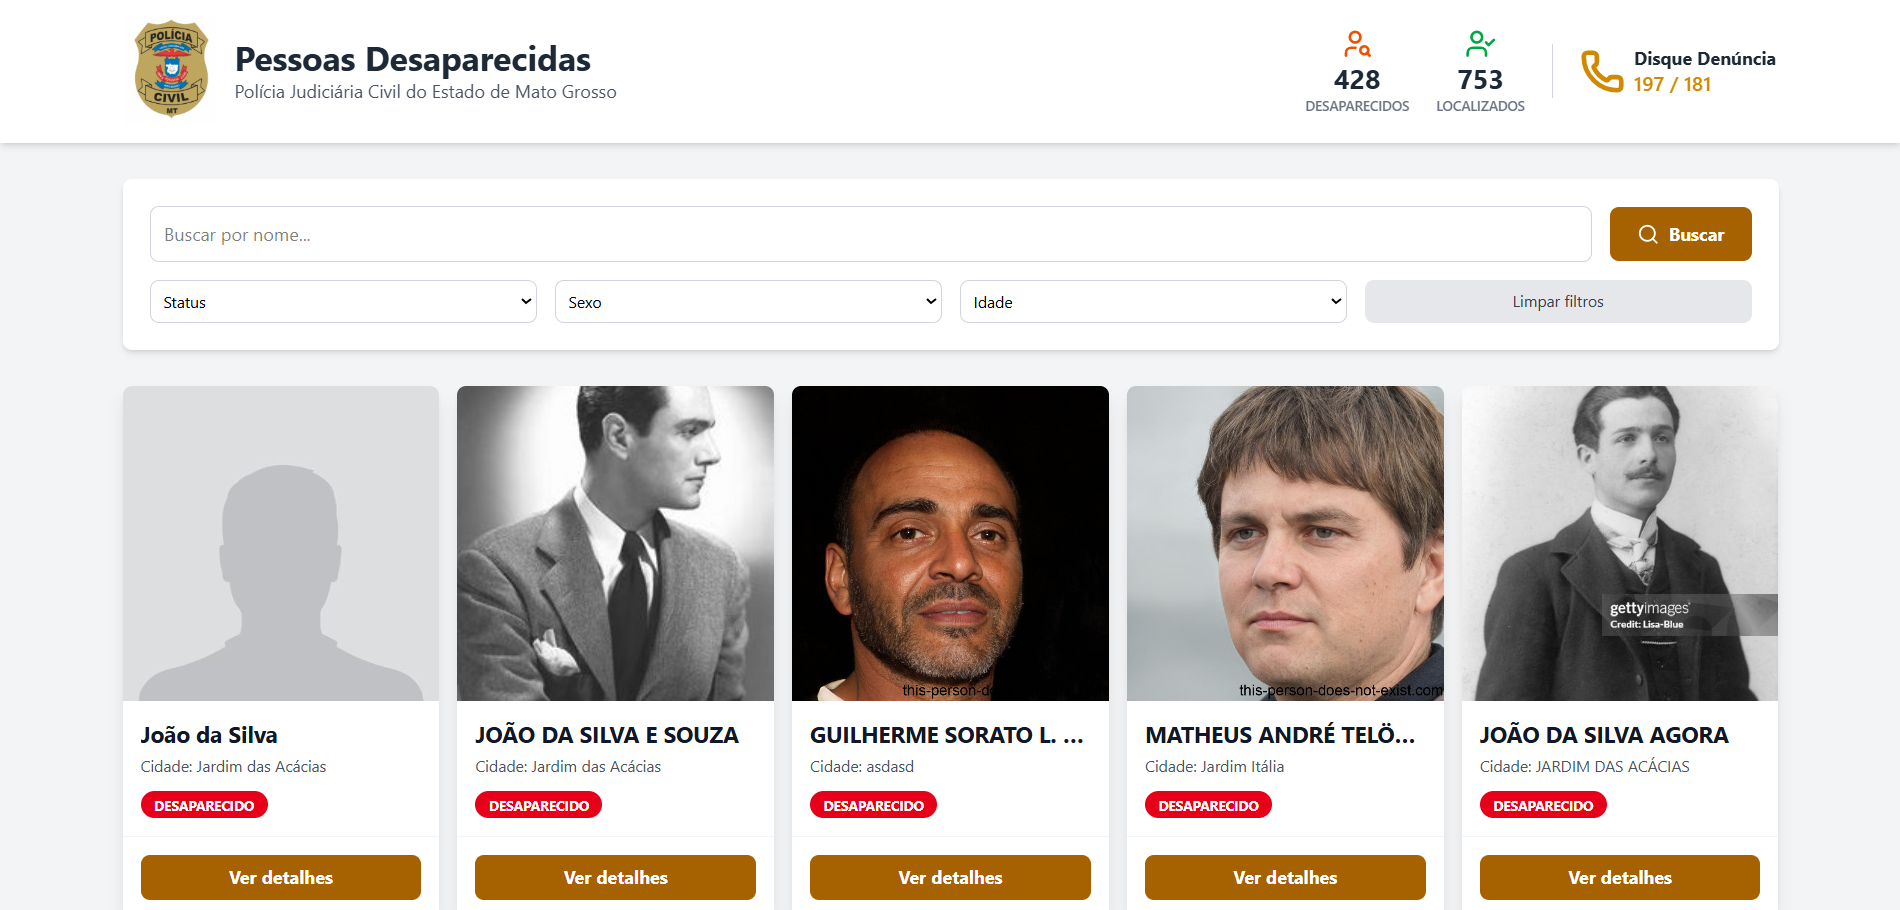 POLÍCIA
CIVIL
MT
Pessoas Desaparecidas
Polícia Judiciária Civil do Estado de Mato Grosso
428
DESAPARECIDOS
753
LOCALIZADOS
Disque Denúncia
197 / 181
Buscar por nome...
Buscar
Status
Sexo
Idade
Limpar filtros
this-person-d
this-person-does-not-exist.com
gettyimages
Credit: Lisa-Blue
João da Silva
Cidade: Jardim das Acácias
DESAPARECIDO
Ver detalhes
JOÃO DA SILVA E SOUZA
Cidade: Jardim das Acácias
DESAPARECIDO
Ver detalhes
GUILHERME SORATO L. ...
Cidade: asdasd
DESAPARECIDO
Ver detalhes
MATHEUS ANDRÉ TELÖ...
Cidade: Jardim Itália
DESAPARECIDO
Ver detalhes
JOÃO DA SILVA AGORA
Cidade: JARDIM DAS ACÁCIAS
DESAPARECIDO
Ver detalhes